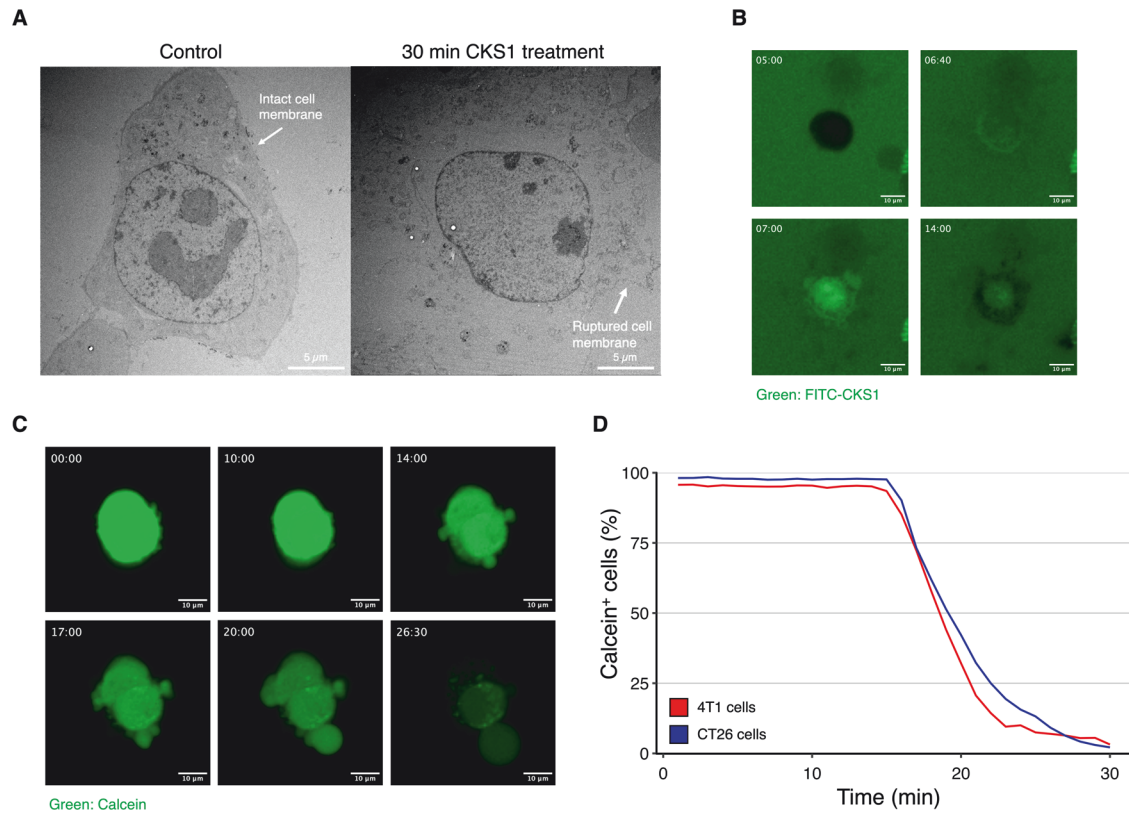 A
Control
30 min CKS1 treatment
Intact cell
membrane
5 µm
Ruptured cell
membrane
5 µm
B
05:00
10 µm
06:40
10 µm
07:00
10 µm
14:00
10 µm
Green: FITC-CKS1
C
00:00
10 µm
10:00
10 µm
14:00
10 µm
17:00
10 µm
20:00
10 µm
26:30
10 µm
Green: Calcein
D
Calcein⁺ cells (%)
100
75
50
25
0
4T1 cells
CT26 cells
0
10
20
30
Time (min)